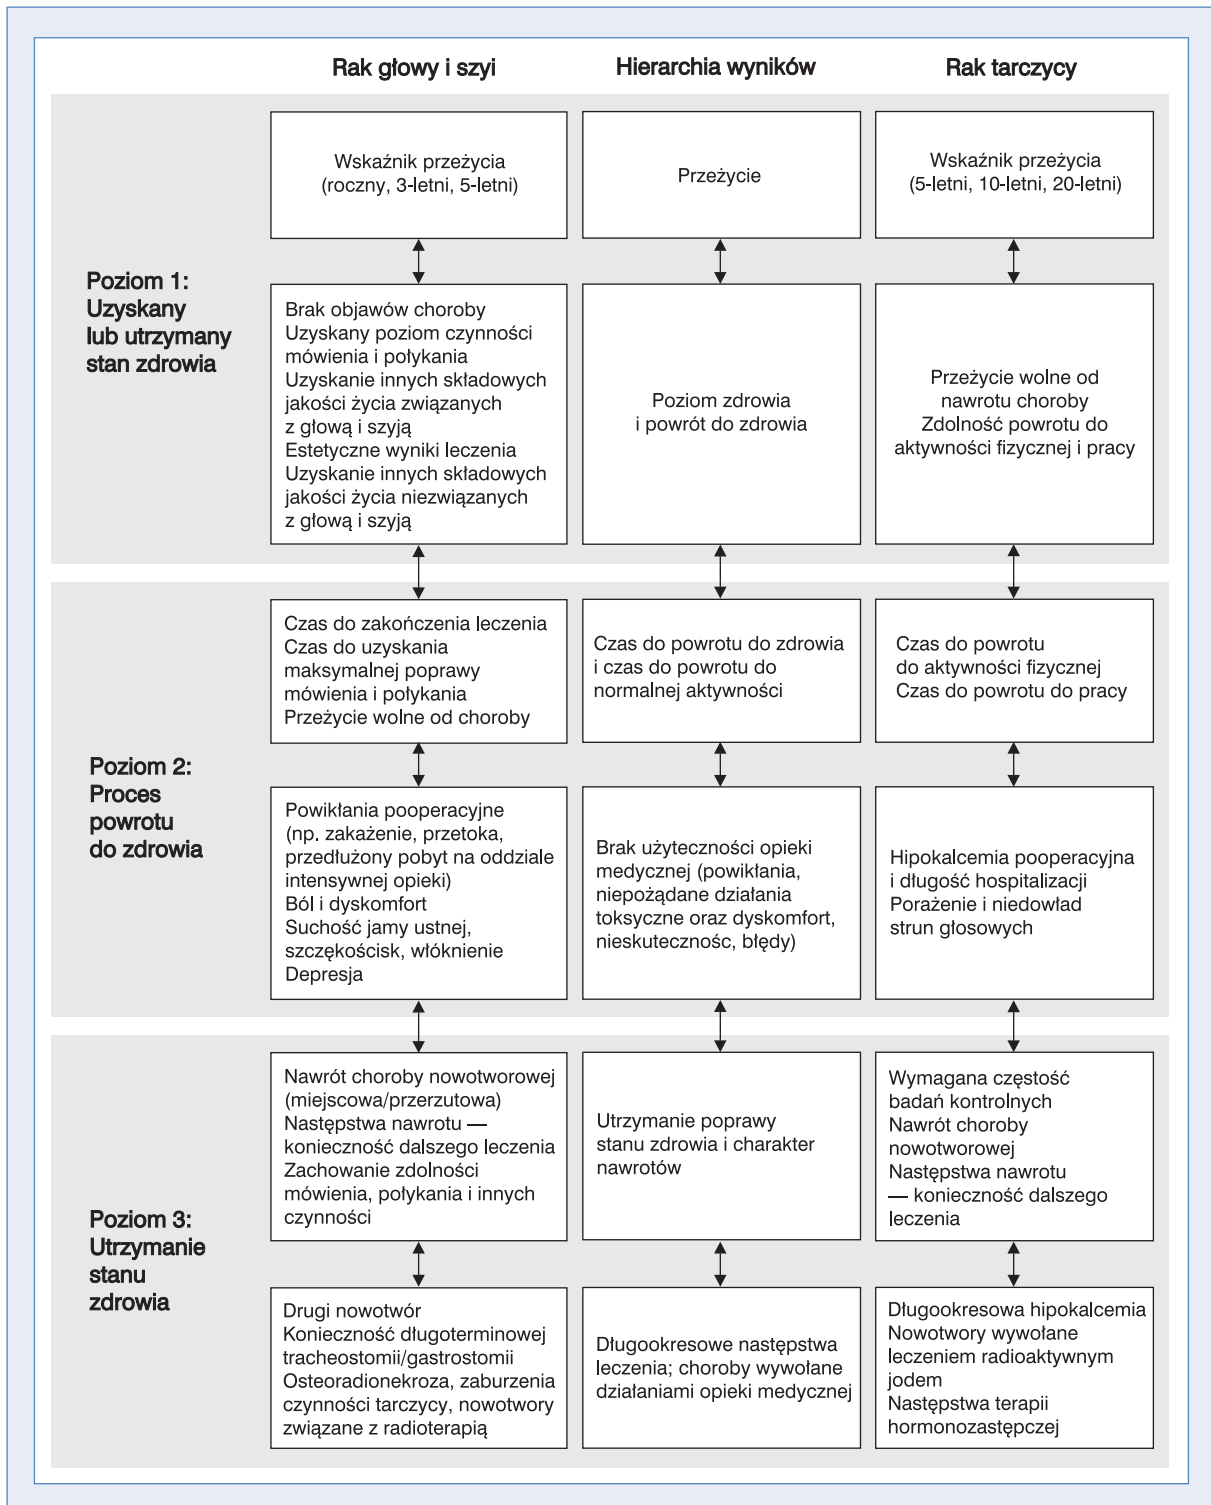 Rak głowy i szyi
Hierarchia wyników
Rak tarczycy
Poziom 1:
Uzyskany
lub utrzymany
stan zdrowia
Wskaźnik przeżycia
(roczny, 3-letni, 5-letni)
Przeżycie
Wskaźnik przeżycia
(5-letni, 10-letni, 20-letni)
Brak objawów choroby
Uzyskany poziom czynności
mówienia i połykania
Uzyskanie innych składowych
jakości życia związanych
z głową i szyją
Estetyczne wyniki leczenia
Uzyskanie innych składowych
jakości życia niezwiązanych
z głową i szyją
Poziom zdrowia
i powrót do zdrowia
Przeżycie wolne od
nawrotu choroby
Zdolność powrotu do
aktywności fizycznej i pracy
Poziom 2:
Proces
powrotu
do zdrowia
Czas do zakończenia leczenia
Czas do uzyskania
maksymalnej poprawy
mówienia i połykania
Przeżycie wolne od choroby
Czas do powrotu do zdrowia
i czas do powrotu do
normalnej aktywności
Czas do powrotu
do aktywności fizycznej
Czas do powrotu do pracy
Powikłania pooperacyjne
(np. zakażenie, przetoka,
przedłużony pobyt na oddziale
intensywnej opieki)
Ból i dyskomfort
Suchość jamy ustnej,
szczękościsk, włóknienie
Depresja
Brak użyteczności opieki
medycznej (powikłania,
niepożądane działania
toksyczne oraz dyskomfort,
nieskutecznośc, błędy)
Hipokalcemia pooperacyjna
i długość hospitalizacji
Porażenie i niedowład
strun głosowych
Poziom 3:
Utrzymanie
stanu
zdrowia
Nawrót choroby nowotworowej
(miejscowa/przerzutowa)
Następstwa nawrotu —
konieczność dalszego leczenia
Zachowanie zdolności
mówienia, połykania i innych
czynności
Utrzymanie poprawy
stanu zdrowia i charakter
nawrotów
Wymagana częstość
badań kontrolnych
Nawrót choroby
nowotworowej
Następstwa nawrotu
— konieczność dalszego
leczenia
Drugi nowotwór
Konieczność długoterminowej
tracheostomii/gastrostomii
Osteoradionekroza, zaburzenia
czynności tarczycy, nowotwory
związane z radioterapią
Długookresowe następstwa
leczenia; choroby wywołane
działaniami opieki medycznej
Długookresowa hipokalcemia
Nowotwory wywołane
leczeniem radioaktywnym
jodem
Następstwa terapii
hormonozastępczej